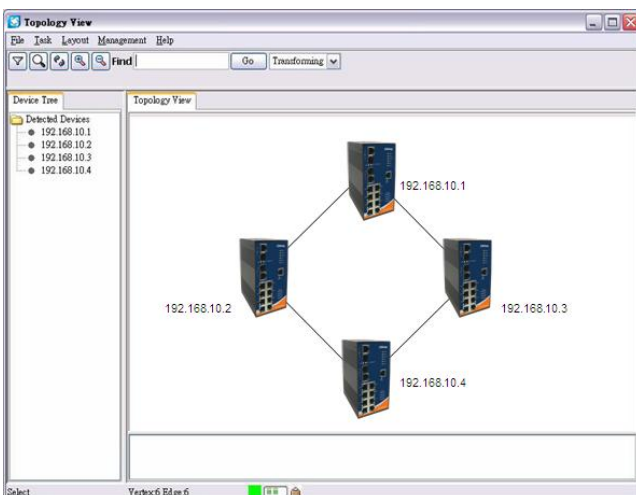 Topology View
File Task Layout Management Help
Find Go Transforming
Device Tree
Topology View
Detected Devices
192.168.10.1
192.168.10.2
192.168.10.3
192.168.10.4
192.168.10.1
192.168.10.2
192.168.10.3
192.168.10.4
Select
Vertex:6 Edge:6